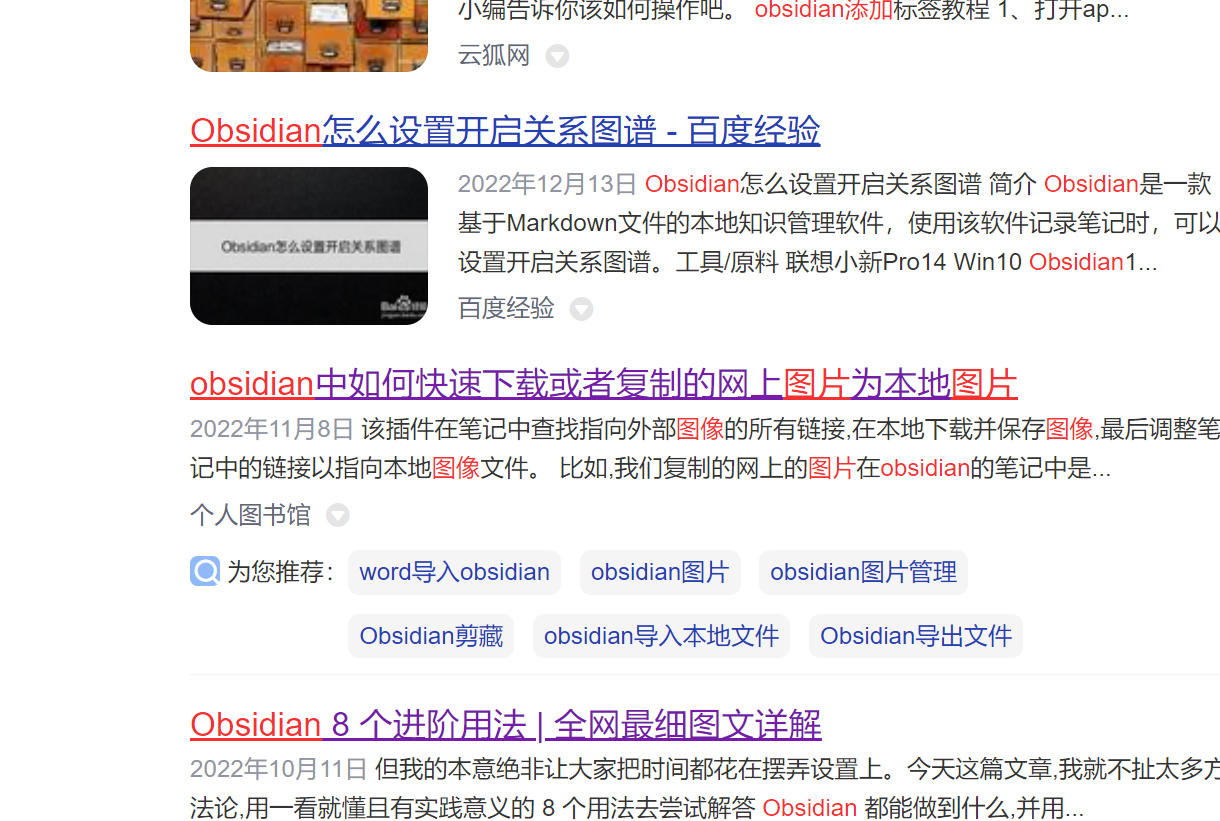 小编告诉你该如何操作吧。 obsidian添加标签教程 1、打开ap...
云狐网
Obsidian怎么设置开启关系图谱 - 百度经验
Obsidian怎么设置开启关系图谱
2022年12月13日 Obsidian怎么设置开启关系图谱 简介 Obsidian是一款
基于Markdown文件的本地知识管理软件，使用该软件记录笔记时，可以
设置开启关系图谱。工具/原料 联想小新Pro14 Win10 Obsidian1...
百度经验
obsidian中如何快速下载或者复制的网上图片为本地图片
2022年11月8日 该插件在笔记中查找指向外部图像的所有链接,在本地下载并保存图像,最后调整笔
记中的链接以指向本地图像文件。 比如,我们复制的网上的图片在obsidian的笔记中是...
个人图书馆
为您推荐： word导入obsidian obsidian图片 obsidian图片管理
Obsidian剪藏 obsidian导入本地文件 Obsidian导出文件
Obsidian 8 个进阶用法 | 全网最细图文详解
2022年10月11日 但我的本意绝非让大家把时间都花在摆弄设置上。今天这篇文章,我就不扯太多方
法论,用一看就懂且有实践意义的 8 个用法去尝试解答 Obsidian 都能做到什么,并用...